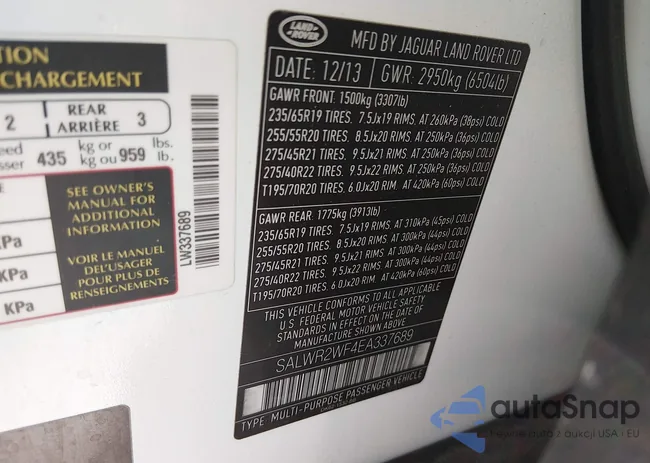 TION
CHARGEMENT
2 REAR ARRIÈRE 3
435 kg ou 959 lbs. lb.
SEE OWNER'S
MANUAL FOR
ADDITIONAL
INFORMATION
VOIR LE MANUEL
DEL'USAGER
POUR PLUS DE
RENSEIGNEMENTS
KPa
KPa
KPa
LW337689
LAND ROVER
MFD BY JAGUAR LAND ROVER LTD
DATE: 12/13 GWR: 2950kg (6504lb)
GAWR FRONT: 1500kg (3307lb)
235/65R19 TIRES. 7.5Jx19 RIMS. AT 260kPa (38psi) COLD
255/55R20 TIRES. 8.5Jx20 RIMS. AT 250kPa (36psi) COLD
275/45R21 TIRES. 9.5Jx21 RIMS. AT 250kPa (36psi) COLD
275/40R22 TIRES. 9.5Jx22 RIMS. AT 250kPa (36psi) COLD
T195/70R20 TIRES. 6.0Jx20 RIM. AT 420kPa (60psi) COLD
GAWR REAR: 1775kg (3913lb)
235/65R19 TIRES. 7.5Jx19 RIMS. AT 310kPa (45psi) COLD
255/55R20 TIRES. 8.5Jx20 RIMS. AT 300kPa (44psi) COLD
275/45R21 TIRES. 9.5Jx21 RIMS. AT 300kPa (44psi) COLD
275/40R22 TIRES. 9.5Jx22 RIMS. AT 300kPa (44psi) COLD
T195/70R20 TIRES. 6.0Jx20 RIM. AT 420kPa (60psi) COLD
THIS VEHICLE CONFORMS TO ALL APPLICABLE
U.S. FEDERAL MOTOR VEHICLE SAFETY
STANDARDS IN EFFECT ON THE DATE OF
MANUFACTURE SHOWN ABOVE.
SALWR2WF4EA337689
TYPE: MULTI-PURPOSE PASSENGER VEHICLE
autoSnap
aukcji USA i EU